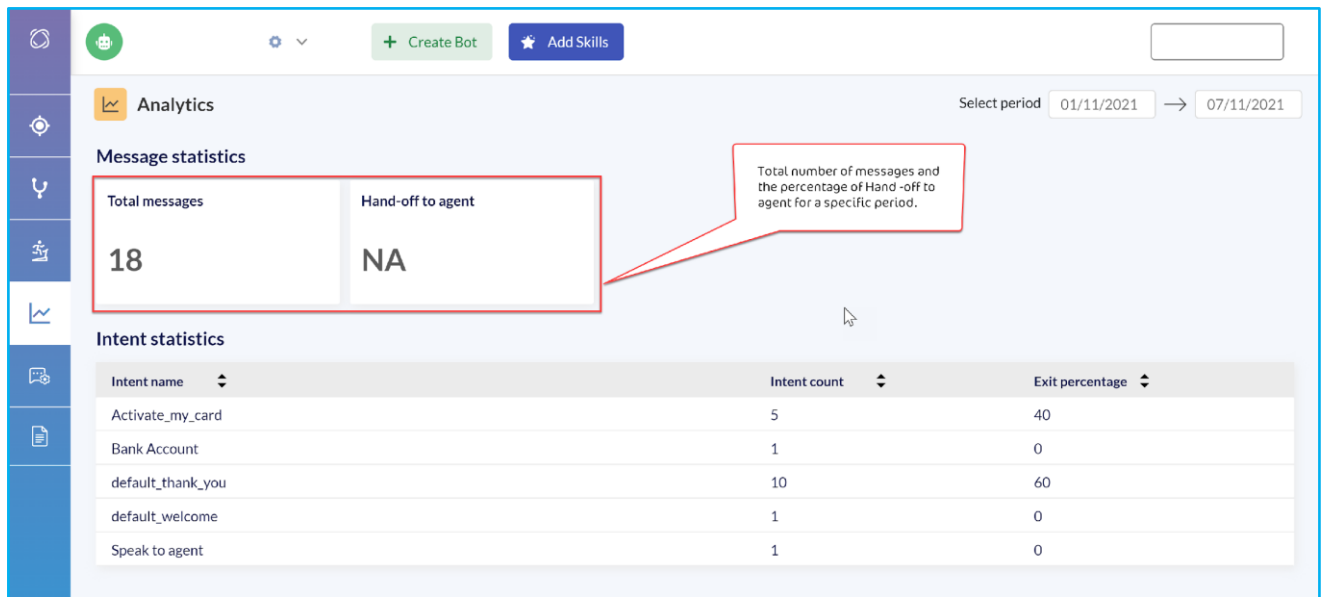 + Create Bot
Add Skills
Analytics
Select period 01/11/2021 → 07/11/2021
Message statistics
Total messages
Hand-off to agent
18
NA
Total number of messages and
the percentage of Hand -off to
agent for a specific period.
Intent statistics
Intent name Intent count Exit percentage
Activate_my_card 5 40
Bank Account 1 0
default_thank_you 10 60
default_welcome 1 0
Speak to agent 1 0